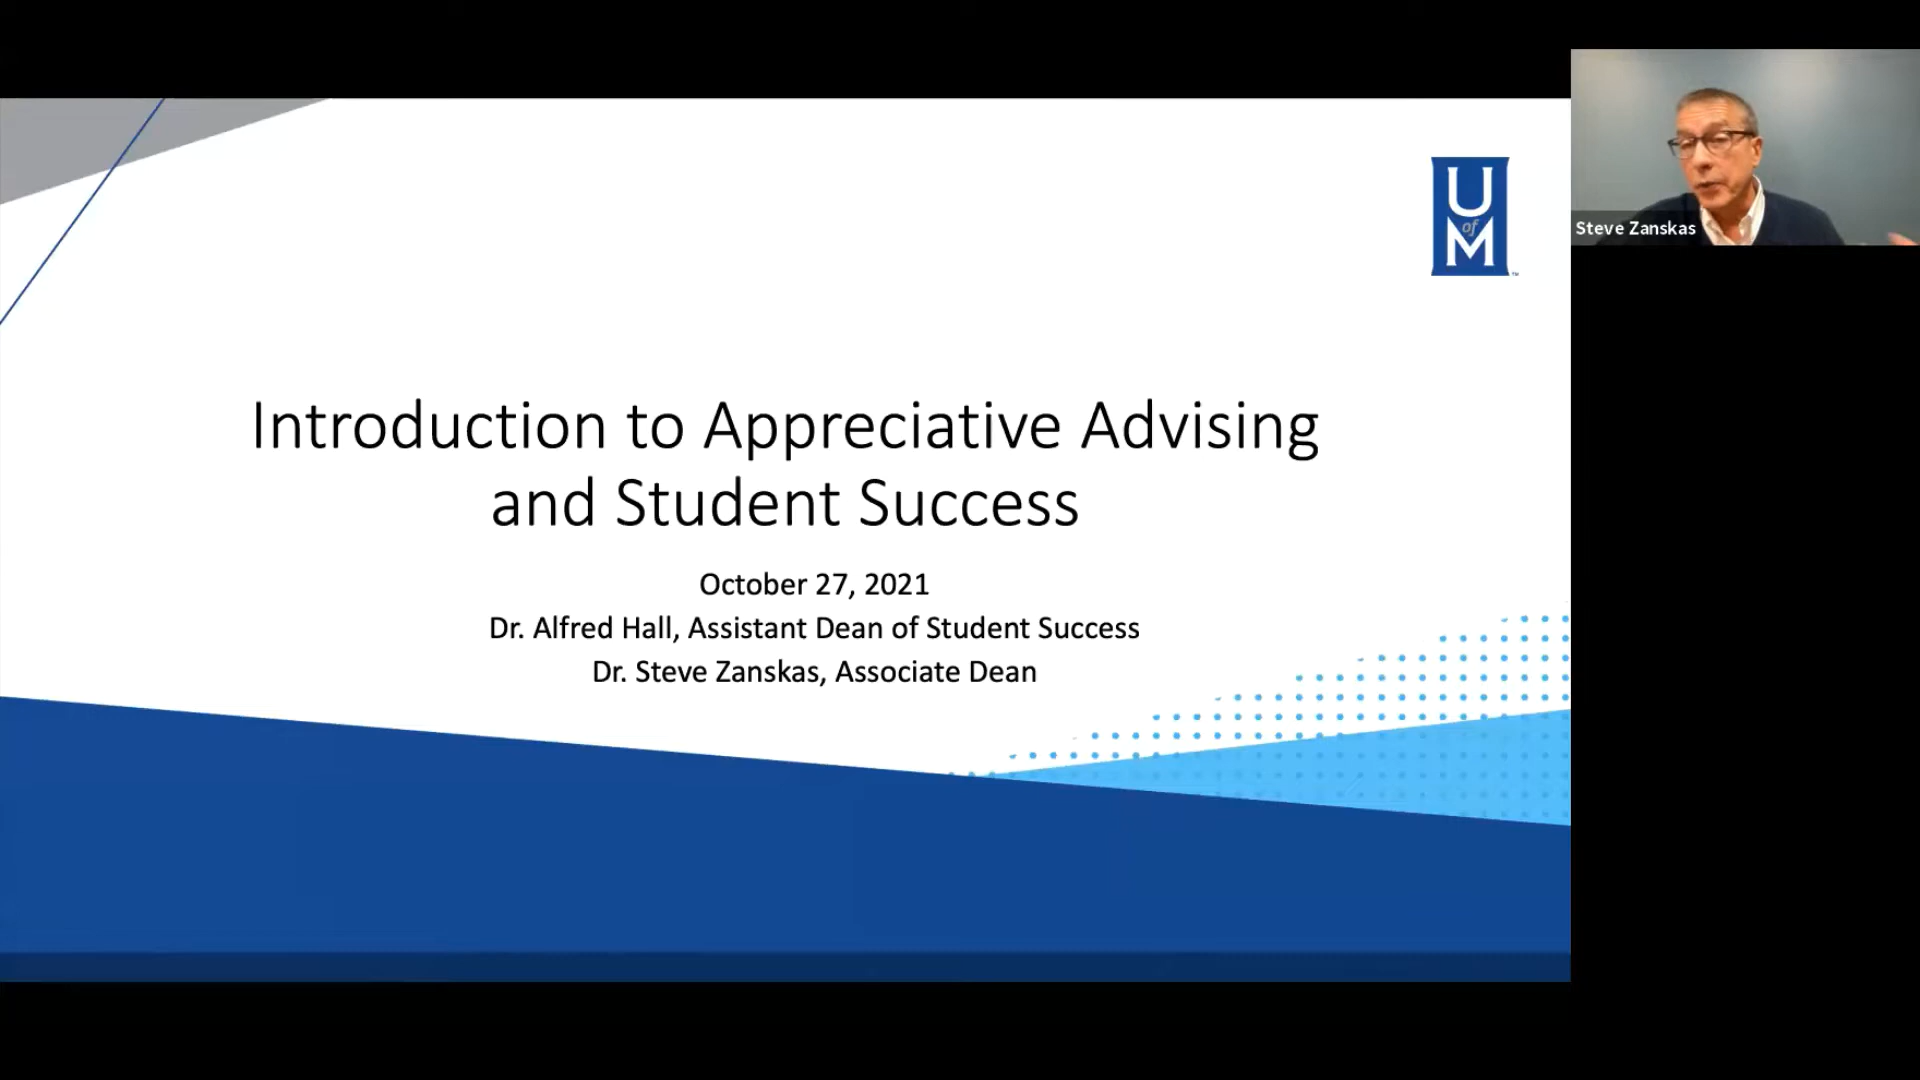 U
of
M
™
Steve Zanskas
Introduction to Appreciative Advising
and Student Success
October 27, 2021
Dr. Alfred Hall, Assistant Dean of Student Success
Dr. Steve Zanskas, Associate Dean